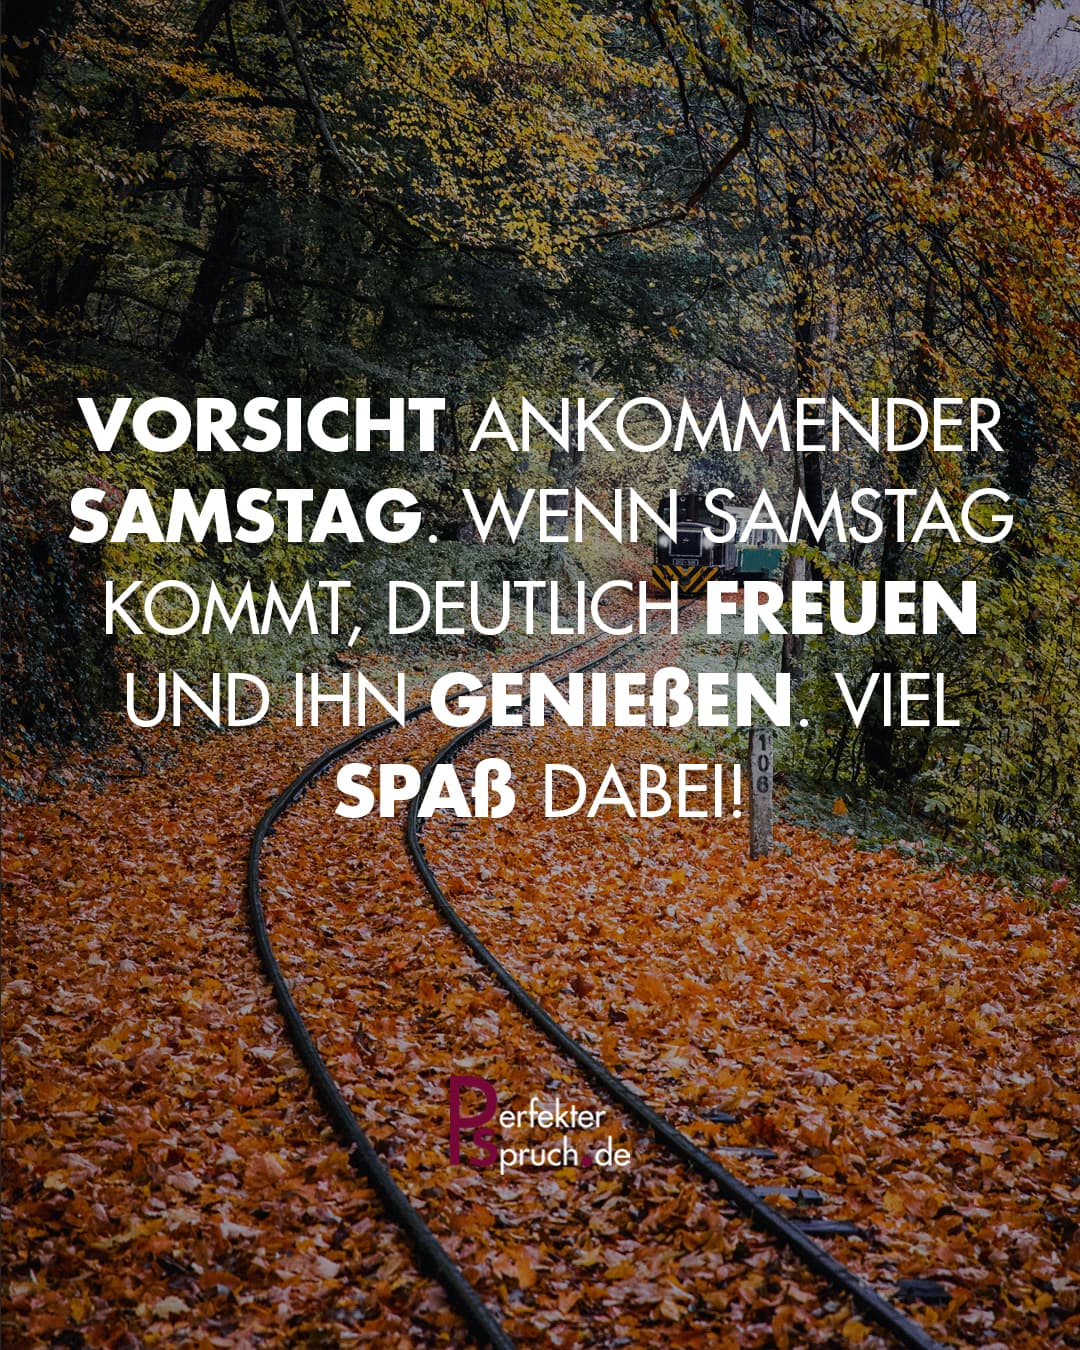 VORSICHT ANKOMMENDER
SAMSTAG. WENN SAMSTAG
KOMMT, DEUTLICH FREUEN
UND IHN GENIEßEN. VIEL
SPAß DABEI!
106
Perfekter
Spruch.de